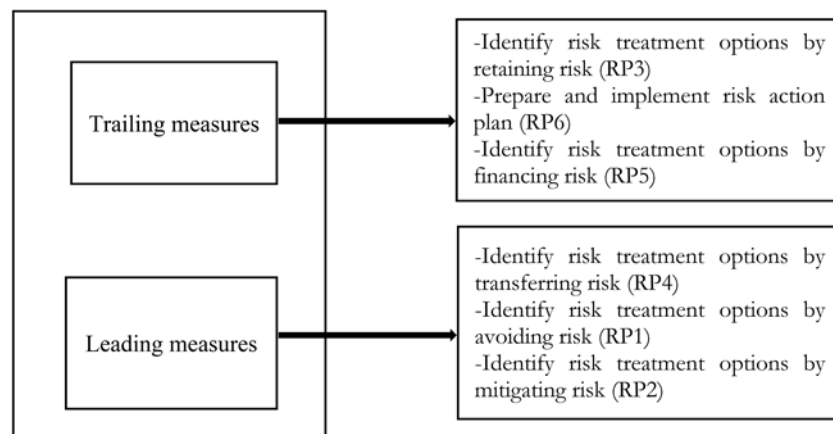 Trailing measures
-Identify risk treatment options by
retaining risk (RP3)
-Prepare and implement risk action
plan (RP6)
-Identify risk treatment options by
financing risk (RP5)
Leading measures
-Identify risk treatment options by
transferring risk (RP4)
-Identify risk treatment options by
avoiding risk (RP1)
-Identify risk treatment options by
mitigating risk (RP2)